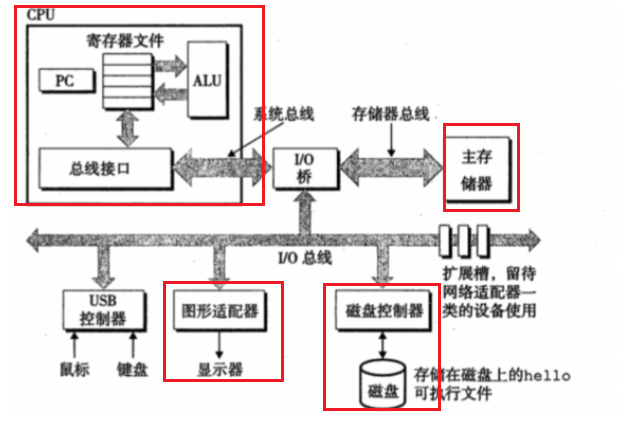 CPU
寄存器文件
PC
ALU
系统总线
存储器总线
总线接口
I/O
桥
主存
储器
I/O 总线
扩展槽，留待
网络适配器一
类的设备使用
USB
控制器
图形适配器
磁盘控制器
鼠标
键盘
显示器
磁盘
存储在磁盘上的hello
可执行文件